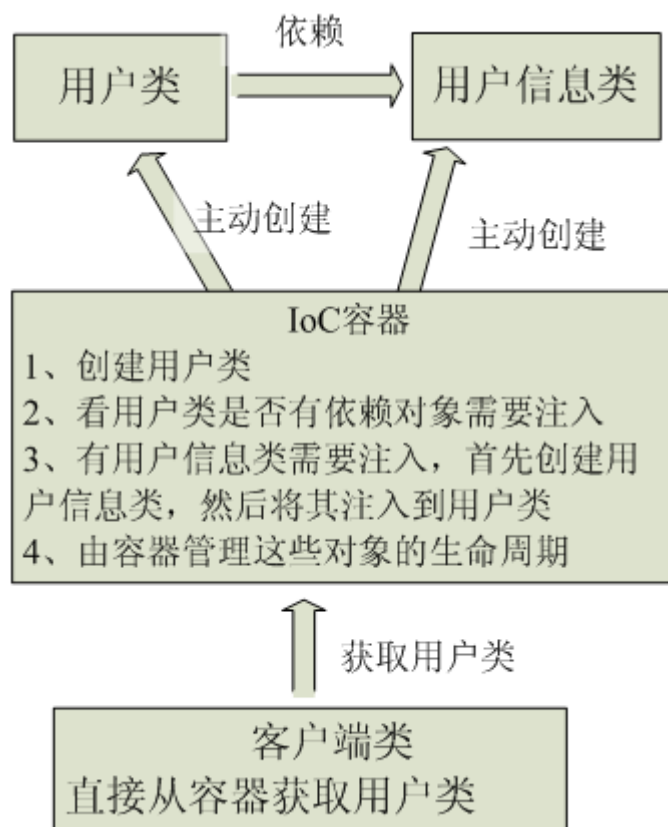 依赖
用户类
用户信息类
主动创建
主动创建
IoC容器
1、创建用户类
2、看用户类是否有依赖对象需要注入
3、有用户信息类需要注入，首先创建用
户信息类，然后将其注入到用户类
4、由容器管理这些对象的生命周期
获取用户类
客户端类
直接从容器获取用户类